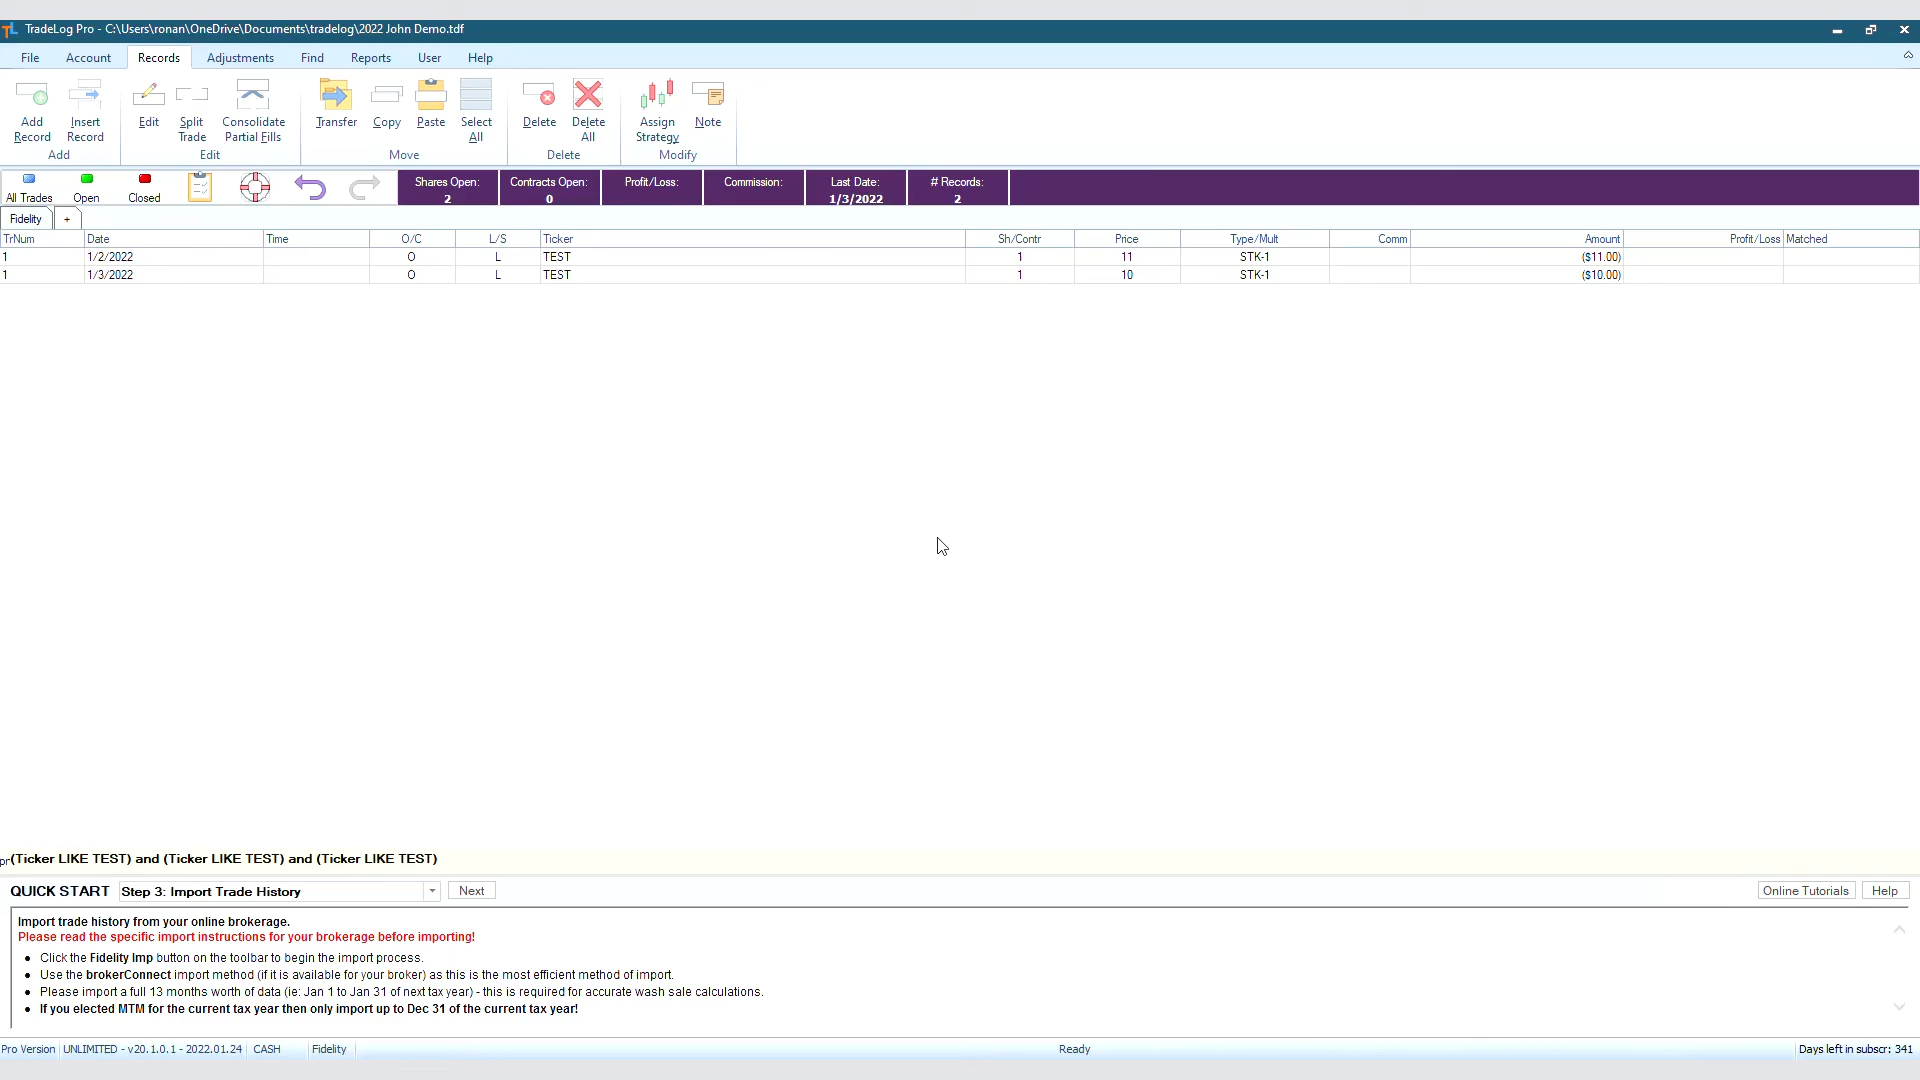 TradeLog Pro - C:\Users\ronan\OneDrive\Documents\tradelog\2022 John Demo.tdf
File Account Records Adjustments Find Reports User Help
Add Record Insert Record Edit Split Trade Consolidate Partial Fills Transfer Copy Paste Select All Delete Delete All Assign Strategy Note
Add Edit Move Delete Modify
All Trades Open Closed
Shares Open: 2 Contracts Open: 0 Profit/Loss: Commission: Last Date: 1/3/2022 # Records: 2
Fidelity +
TrNum Date Time O/C L/S Ticker Sh/Contr Price Type/Mult Comm Amount Profit/Loss Matched
1 1/2/2022 O L TEST 1 11 STK-1 ($11.00)
1 1/3/2022 O L TEST 1 10 STK-1 ($10.00)
pr(Ticker LIKE TEST) and (Ticker LIKE TEST) and (Ticker LIKE TEST)
QUICK START Step 3: Import Trade History Next Online Tutorials Help
Import trade history from your online brokerage.
Please read the specific import instructions for your brokerage before importing!
• Click the Fidelity Imp button on the toolbar to begin the import process.
• Use the brokerConnect import method (if it is available for your broker) as this is the most efficient method of import.
• Please import a full 13 months worth of data (ie: Jan 1 to Jan 31 of next tax year) - this is required for accurate wash sale calculations.
• If you elected MTM for the current tax year then only import up to Dec 31 of the current tax year!
Pro Version UNLIMITED - v20.1.0.1 - 2022.01.24 CASH Fidelity Ready Days left in subscr: 341